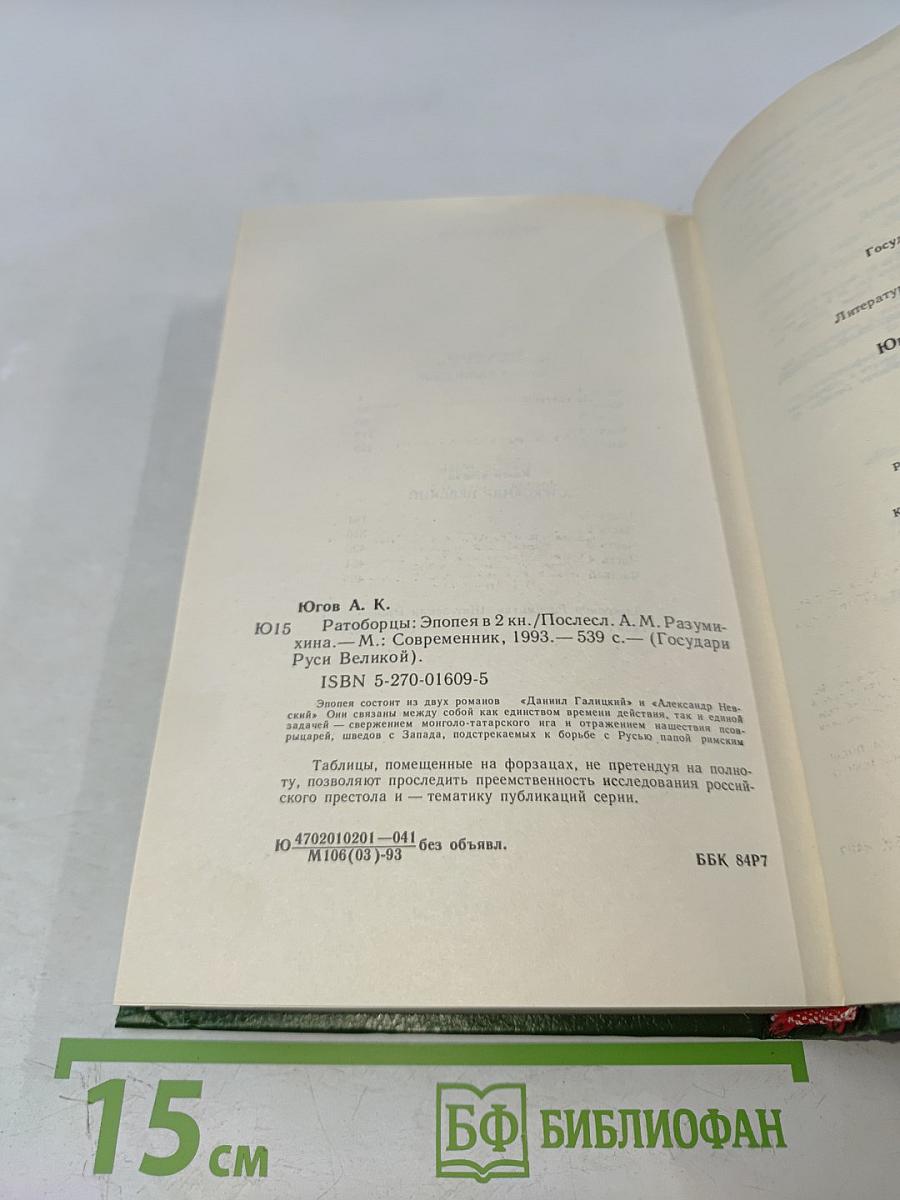 Югов А. К.
Ю15 Ратоборцы: Эпопея в 2 кн./Послесл. А. М. Разуми-
хина.— М.: Современник, 1993.— 539 с.— (Государи
Руси Великой).
ISBN 5-270-01609-5
Эпопея состоит из двух романов «Даниил Галицкий» и «Александр Нев-
ский» Они связаны между собой как единством времени действия, так и единой
задачей — свержением монголо-татарского ига и отражением нашествия псов-
рыцарей, шведов с Запада, подстрекаемых к борьбе с Русью папой римским
Таблицы, помещенные на форзацах, не претендуя на полно-
ту, позволяют проследить преемственность исследования россий-
ского престола и — тематику публикаций серии.
Ю 4702010201—041 без объявл.
М106(03)-93
ББК 84Р7
Госуд
Литератур
Юг
15 см
БФ БИБЛИОФАН